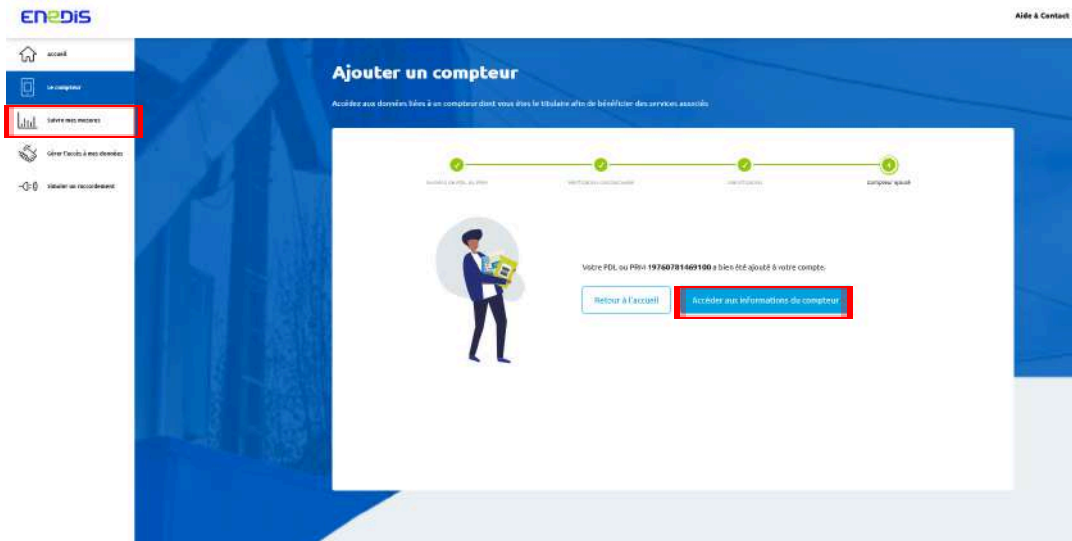 ENEDIS
Aide & Contact
accueil
Le compteur
Suivre mes mesures
Gérer l'accès à mes données
Simuler un raccordement
Ajouter un compteur
Accédez aux données liées à un compteur dont vous êtes le titulaire afin de bénéficier des services associés
4
Compteur ajouté
Votre PDL ou PRM 19760781469100 a bien été ajouté à votre compte.
Retour à l'accueil
Accéder aux informations du compteur